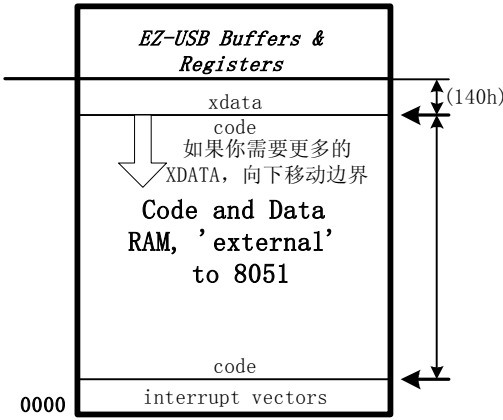 EZ-USB Buffers &
Registers
xdata
(140h)
code
如果你需要更多的
XDATA，向下移动边界
Code and Data
RAM, 'external'
to 8051
code
interrupt vectors
0000